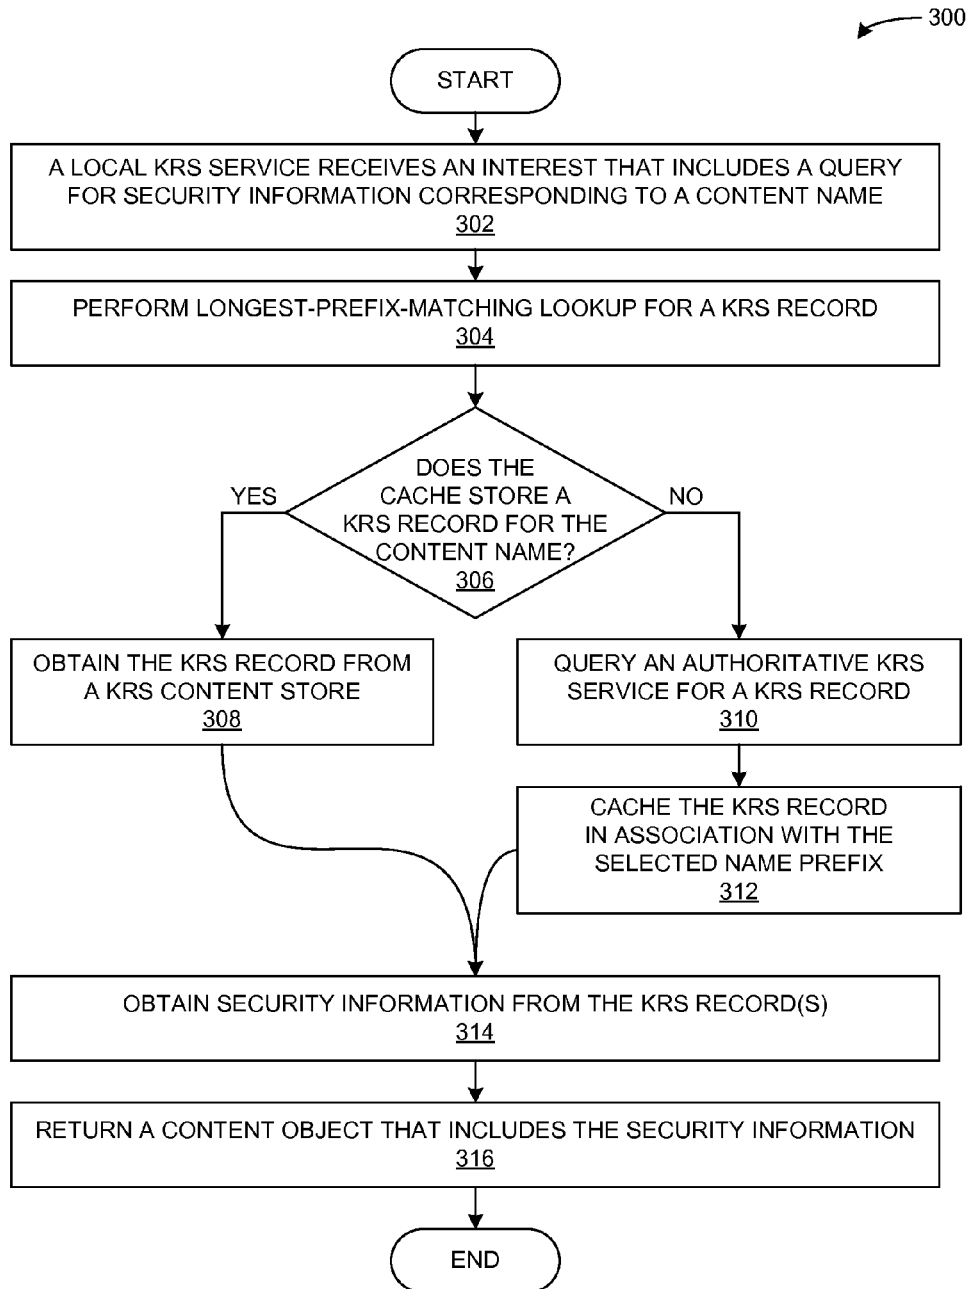 300
START
A LOCAL KRS SERVICE RECEIVES AN INTEREST THAT INCLUDES A QUERY
FOR SECURITY INFORMATION CORRESPONDING TO A CONTENT NAME
302
PERFORM LONGEST-PREFIX-MATCHING LOOKUP FOR A KRS RECORD
304
DOES THE
CACHE STORE A
KRS RECORD FOR THE
CONTENT NAME?
306
YES
NO
OBTAIN THE KRS RECORD FROM
A KRS CONTENT STORE
308
QUERY AN AUTHORITATIVE KRS
SERVICE FOR A KRS RECORD
310
CACHE THE KRS RECORD
IN ASSOCIATION WITH THE
SELECTED NAME PREFIX
312
OBTAIN SECURITY INFORMATION FROM THE KRS RECORD(S)
314
RETURN A CONTENT OBJECT THAT INCLUDES THE SECURITY INFORMATION
316
END